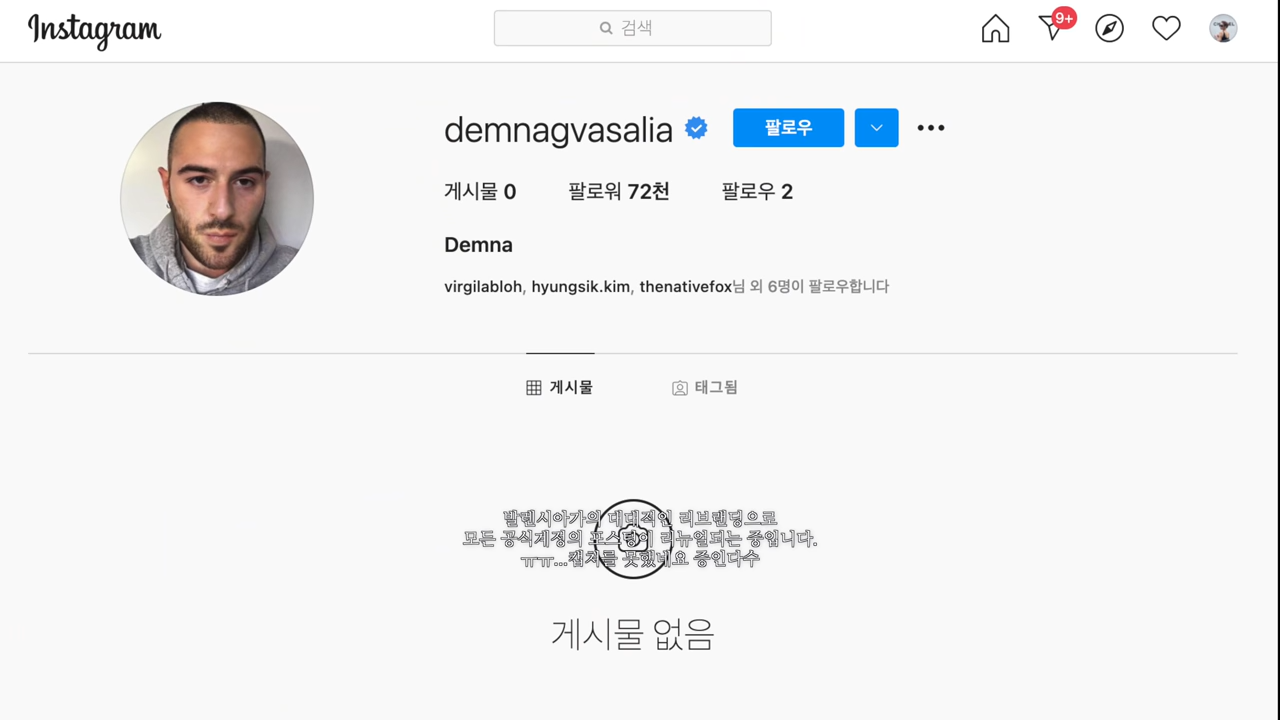 Instagram
검색
9+
demnagvasalia
팔로우
게시물 0 팔로워 72천 팔로우 2
Demna
virgilabloh, hyungsik.kim, thenativefox님 외 6명이 팔로우합니다
게시물 태그됨
발렌시아가의 대대적인 리브랜딩으로
모든 공식계정의 포스팅이 리뉴얼되는 중입니다.
ㅠㅠ...캡쳐를 못했네요 증인다수
게시물 없음